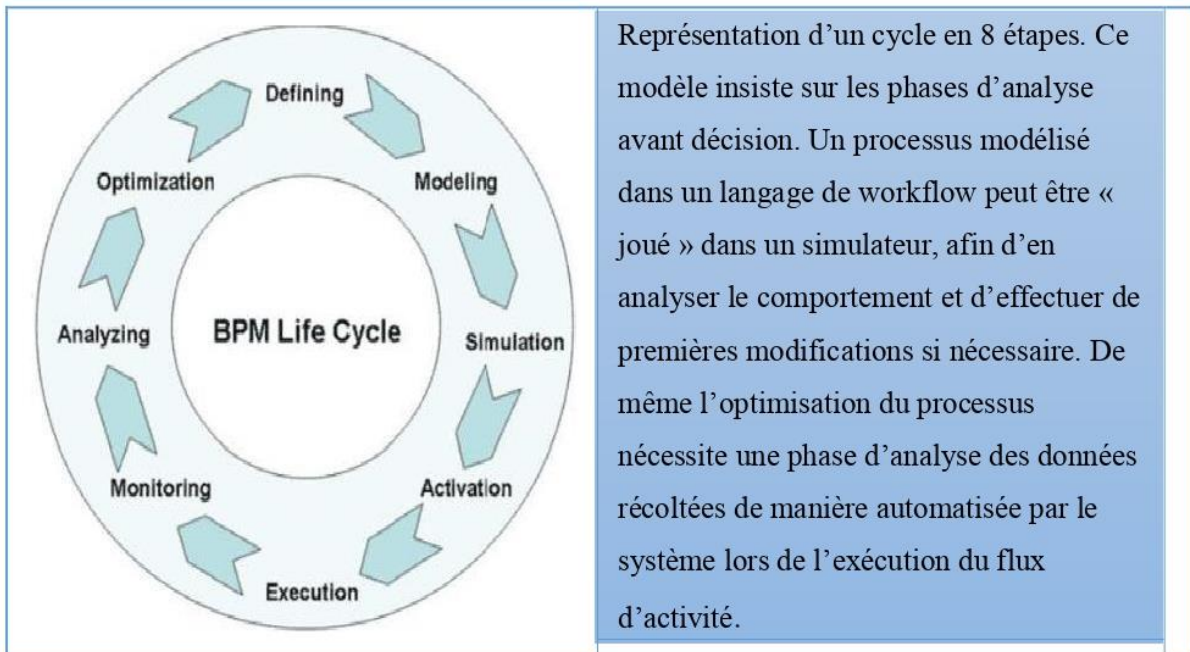 Defining
Modeling
Simulation
Activation
Execution
Monitoring
Analyzing
Optimization
BPM Life Cycle
Représentation d’un cycle en 8 étapes. Ce
modèle insiste sur les phases d’analyse
avant décision. Un processus modélisé
dans un langage de workflow peut être «
joué » dans un simulateur, afin d’en
analyser le comportement et d’effectuer de
premières modifications si nécessaire. De
même l’optimisation du processus
nécessite une phase d’analyse des données
récoltées de manière automatisée par le
système lors de l’exécution du flux
d’activité.